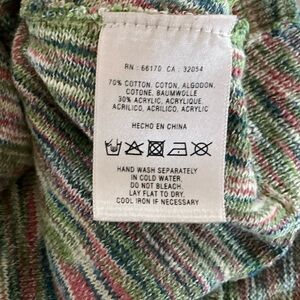 RN : 66170 CA : 32054
70% COTTON, COTON, ALGODON,
COTONE, BAUMWOLLE
30% ACRYLIC, ACRYLIQUE,
ACRILICO, ACRILICO, ACRYLIC
HECHO EN CHINA
HAND WASH SEPARATELY
IN COLD WATER.
DO NOT BLEACH.
LAY FLAT TO DRY.
COOL IRON IF NECESSARY